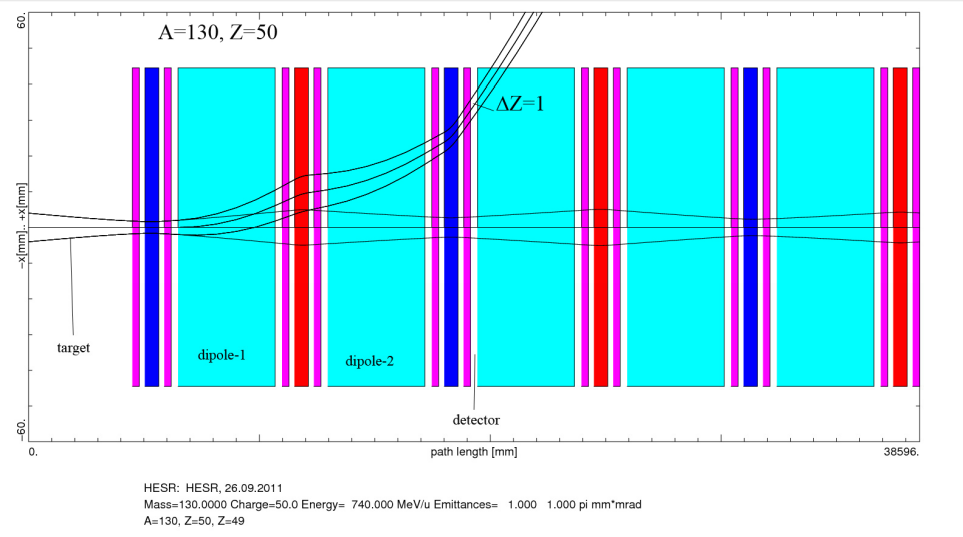 60.
A=130, Z=50
ΔZ=1
-x[mm].. +x[mm]
target
dipole-1
dipole-2
detector
-60.
0.
path length [mm]
38596.
HESR: HESR, 26.09.2011
Mass=130.0000 Charge=50.0 Energy= 740.000 MeV/u Emittances= 1.000 1.000 pi mm*mrad
A=130, Z=50, Z=49